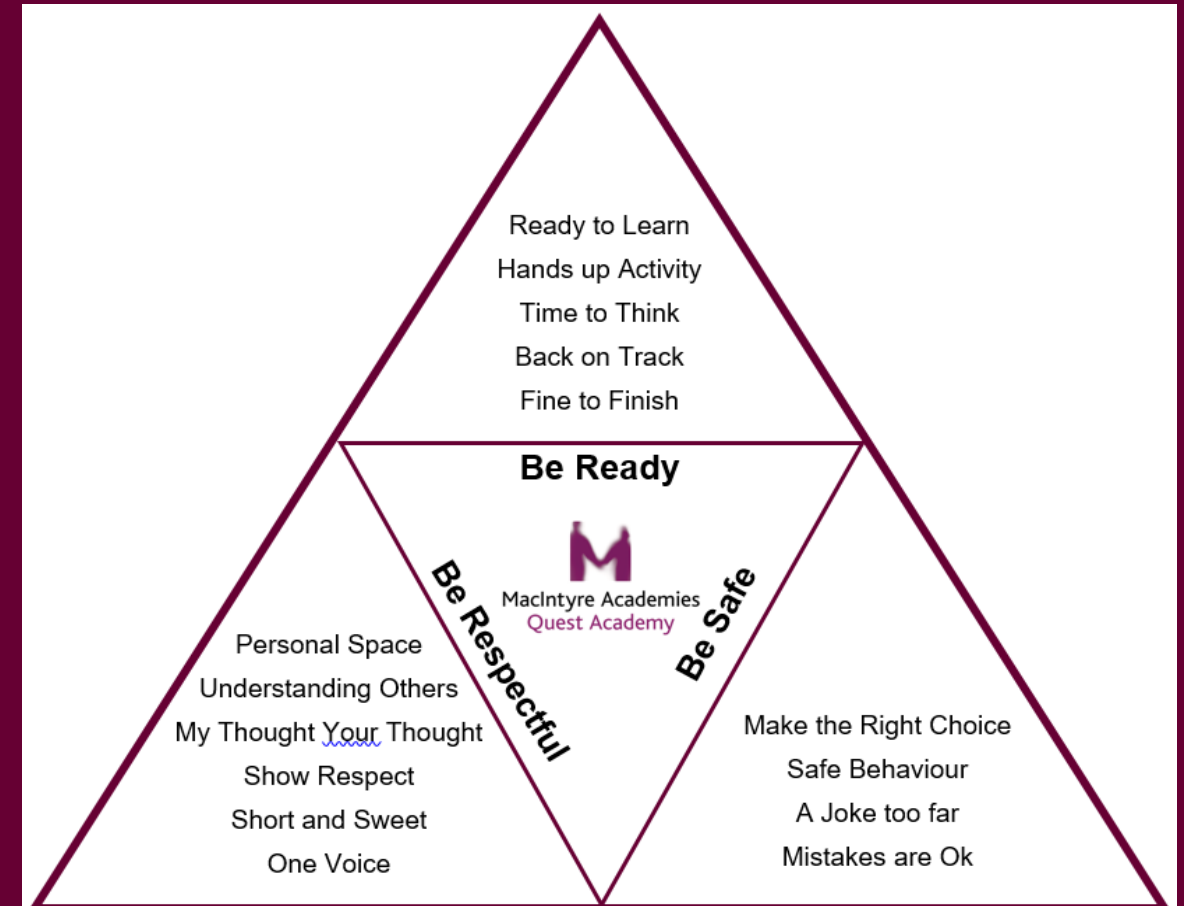 Ready to Learn
Hands up Activity
Time to Think
Back on Track
Fine to Finish
Be Ready
MacIntyre Academies
Quest Academy
Be Respectful
Be Safe
Personal Space
Understanding Others
My Thought Your Thought
Show Respect
Short and Sweet
One Voice
Make the Right Choice
Safe Behaviour
A Joke too far
Mistakes are Ok